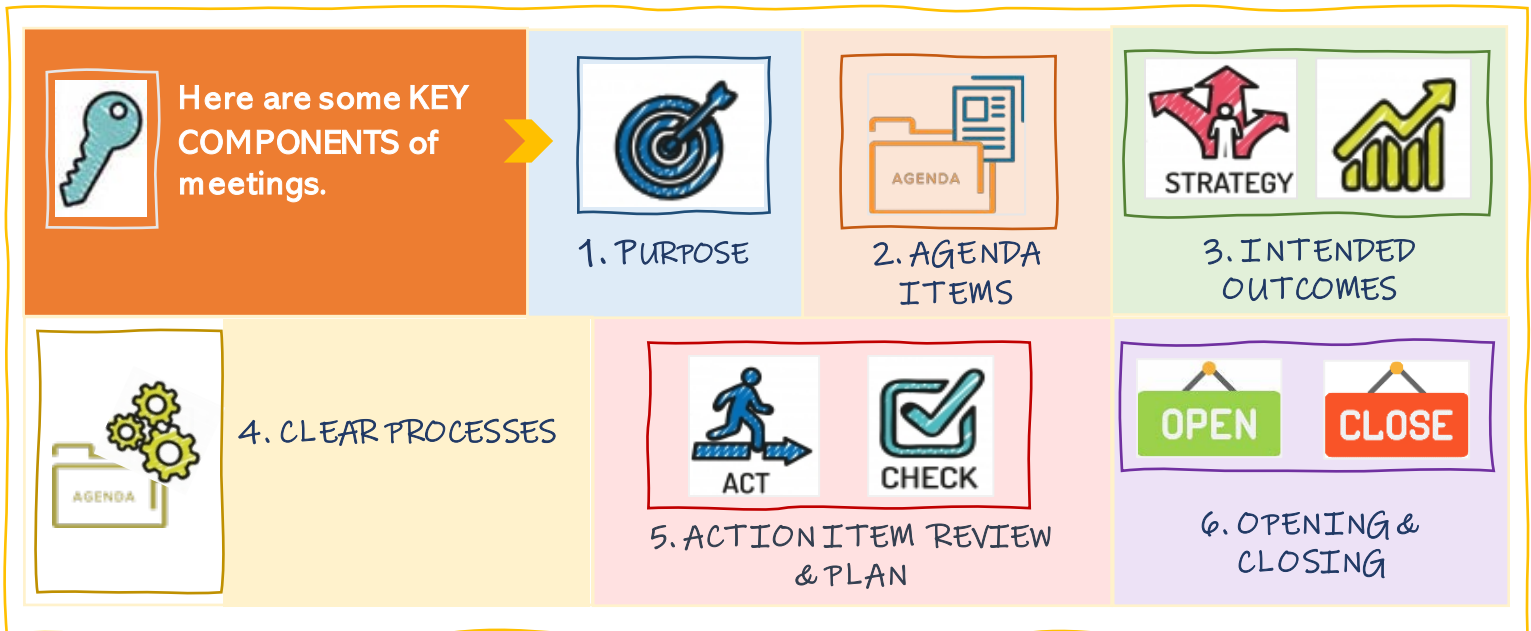 Here are some KEY
COMPONENTS of
meetings.
1. PURPOSE
AGENDA
2. AGENDA
ITEMS
STRATEGY
3. INTENDED
OUTCOMES
AGENDA
4. CLEAR PROCESSES
ACT
CHECK
5. ACTION ITEM REVIEW
& PLAN
OPEN
CLOSE
6. OPENING &
CLOSING